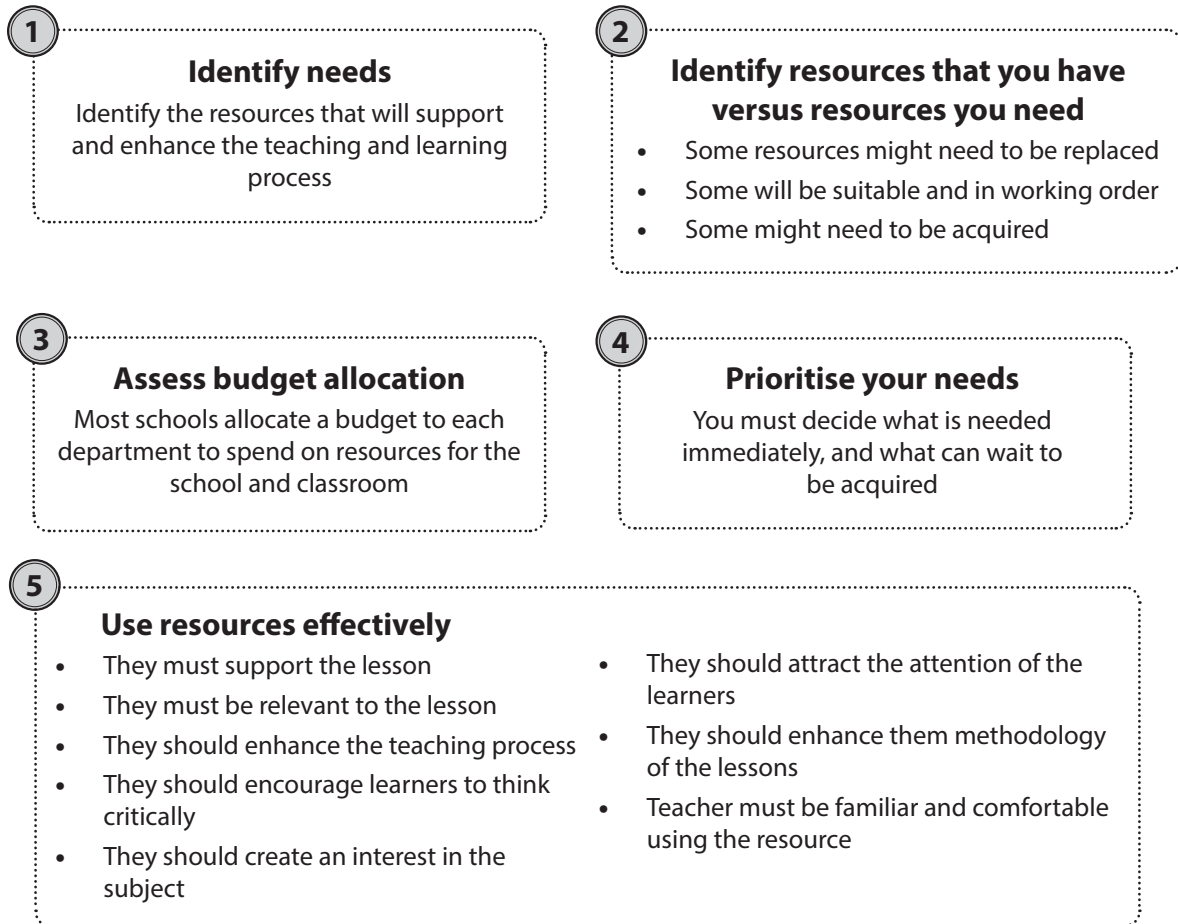 1
Identify needs
Identify the resources that will support
and enhance the teaching and learning
process
2
Identify resources that you have
versus resources you need
• Some resources might need to be replaced
• Some will be suitable and in working order
• Some might need to be acquired
3
Assess budget allocation
Most schools allocate a budget to each
department to spend on resources for the
school and classroom
4
Prioritise your needs
You must decide what is needed
immediately, and what can wait to
be acquired
5
Use resources effectively
• They must support the lesson
• They must be relevant to the lesson
• They should enhance the teaching process
• They should encourage learners to think
critically
• They should create an interest in the
subject
• They should attract the attention of the
learners
• They should enhance them methodology
of the lessons
• Teacher must be familiar and comfortable
using the resource